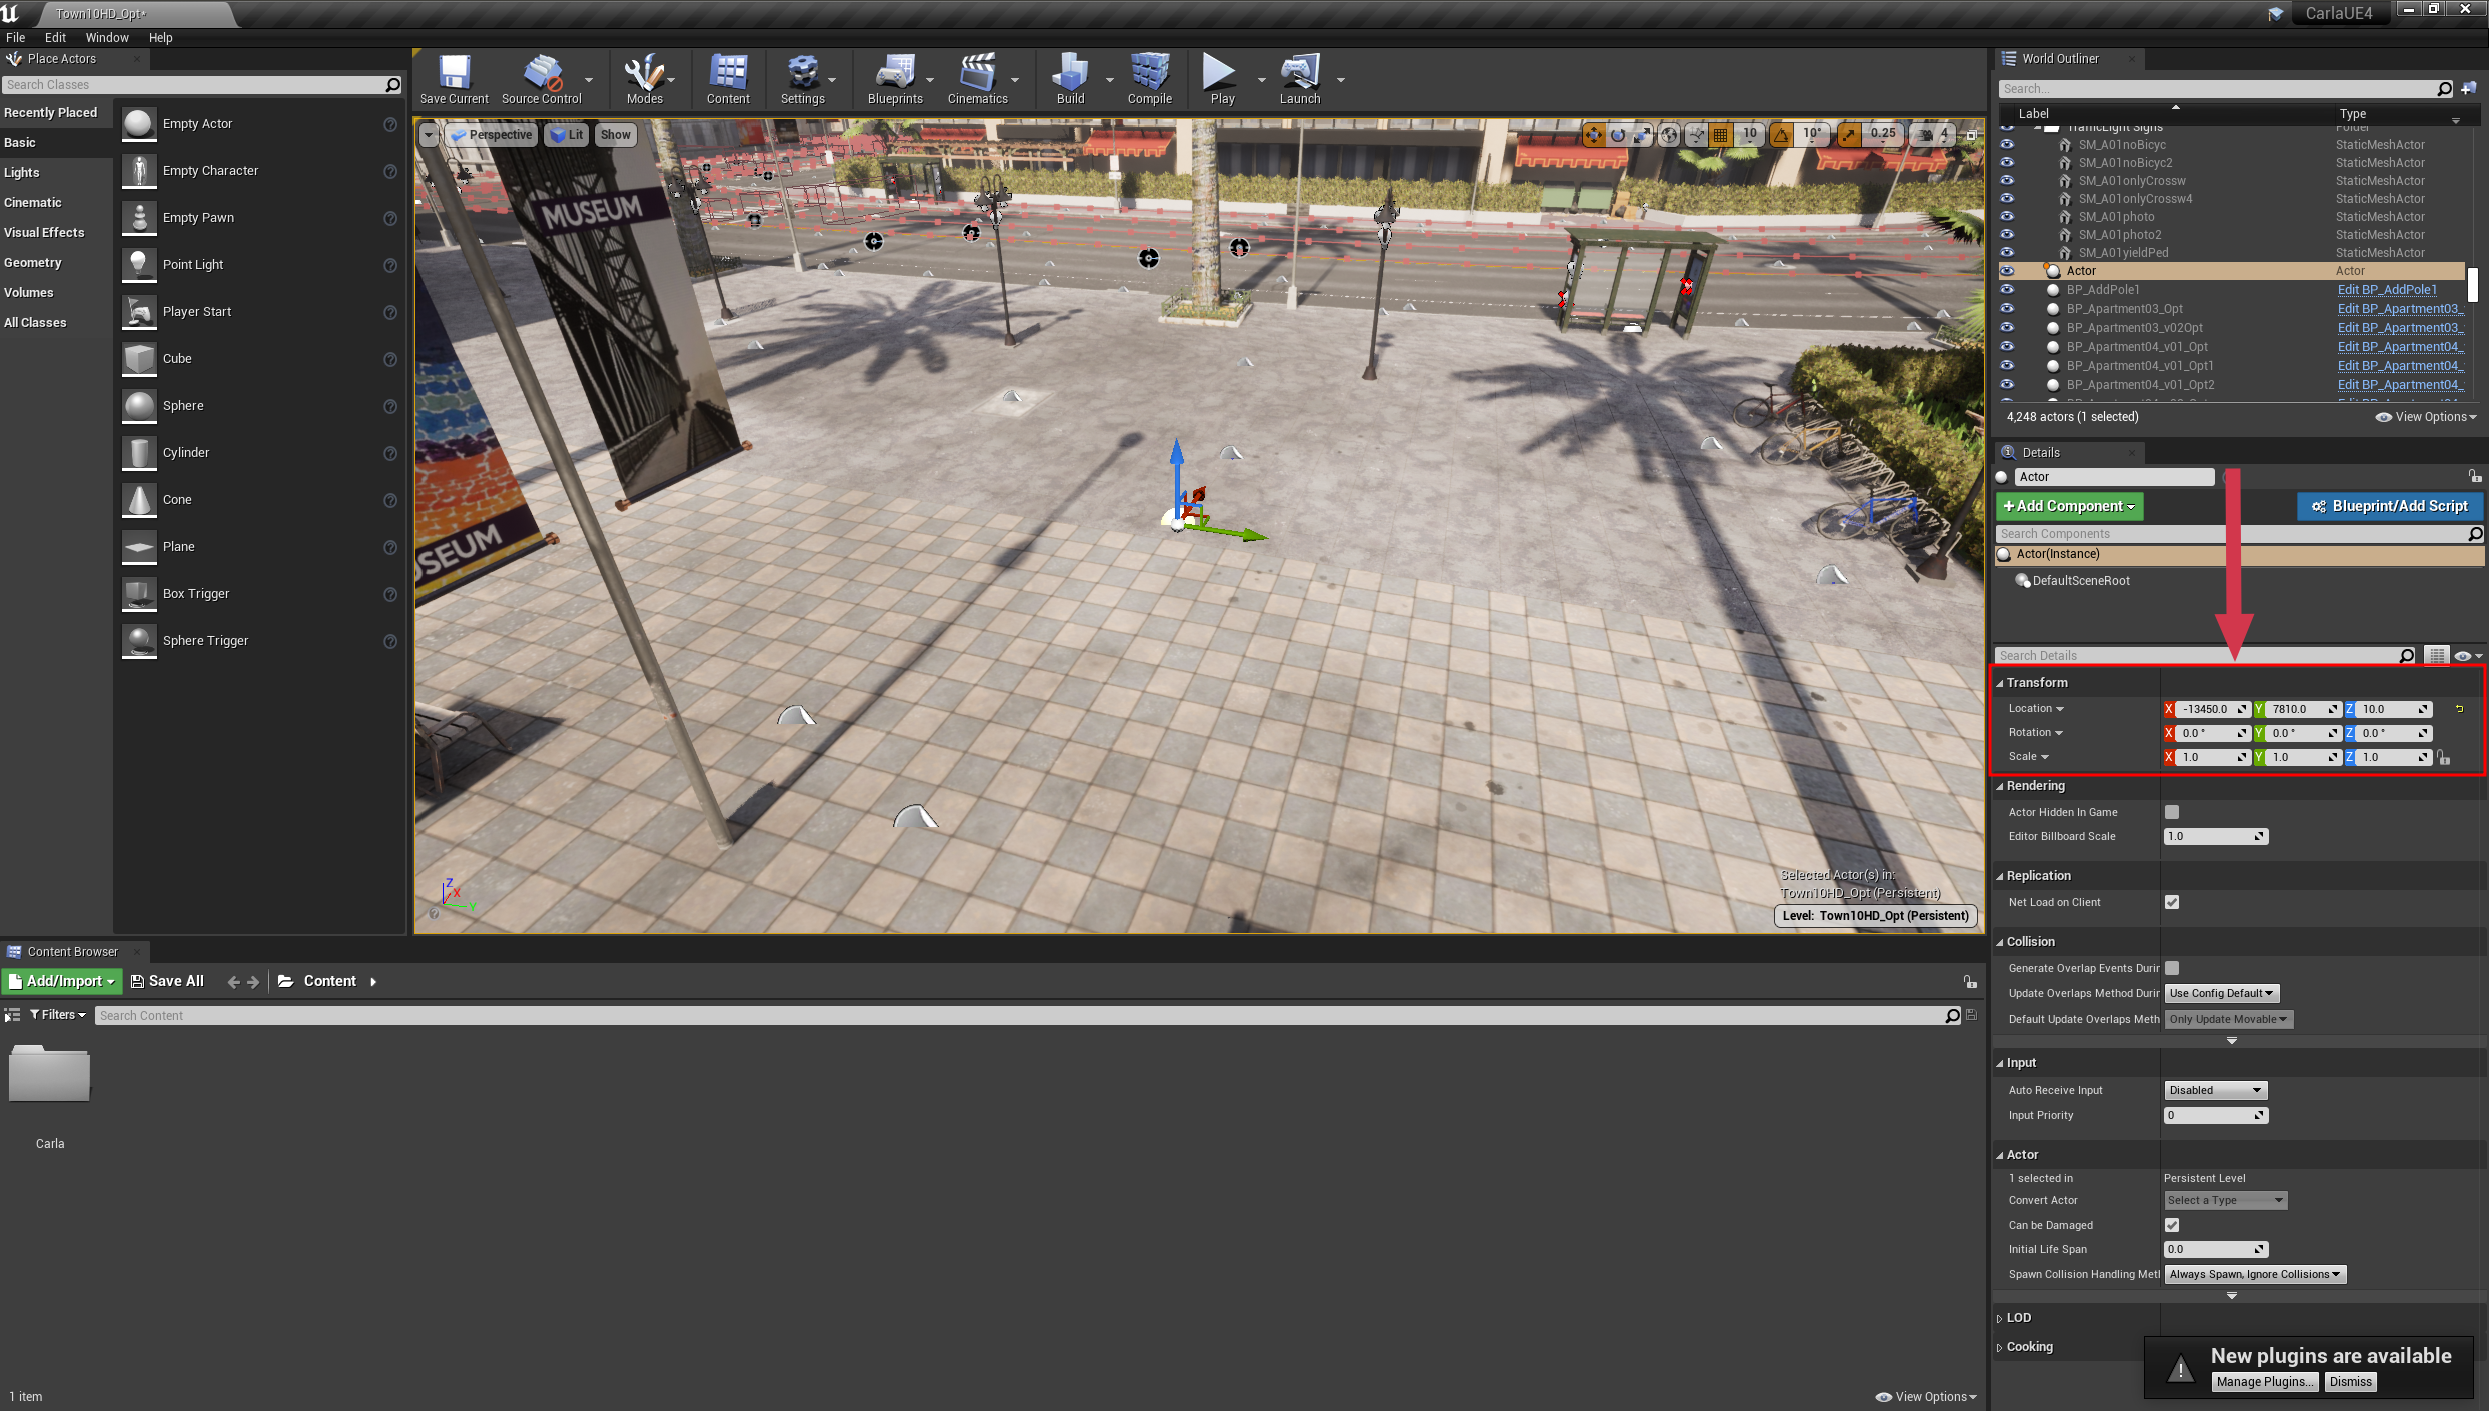 Town10HD_Opt*
CarlaUE4
File Edit Window Help
Place Actors
Search Classes
Recently Placed
Basic
Lights
Cinematic
Visual Effects
Geometry
Volumes
All Classes
Empty Actor
Empty Character
Empty Pawn
Point Light
Player Start
Cube
Sphere
Cylinder
Cone
Plane
Box Trigger
Sphere Trigger
Save Current Source Control Modes Content Settings Blueprints Cinematics Build Compile Play Launch
Perspective Lit Show
10 10° 0.25 4
MUSEUM
SEUM
Z
X
Y
Selected Actor(s) in:
Town10HD_Opt (Persistent)
Level: Town10HD_Opt (Persistent)
World Outliner
Search...
Label Type
TrafficLight Signs Folder
SM_A01noBicyc StaticMeshActor
SM_A01noBicyc2 StaticMeshActor
SM_A01onlyCrossw StaticMeshActor
SM_A01onlyCrossw4 StaticMeshActor
SM_A01photo StaticMeshActor
SM_A01photo2 StaticMeshActor
SM_A01yieldPed StaticMeshActor
Actor Actor
BP_AddPole1 Edit BP_AddPole1
BP_Apartment03_Opt Edit BP_Apartment03_
BP_Apartment03_v02Opt Edit BP_Apartment03_
BP_Apartment04_v01_Opt Edit BP_Apartment04_
BP_Apartment04_v01_Opt1 Edit BP_Apartment04_
BP_Apartment04_v01_Opt2 Edit BP_Apartment04_
4,248 actors (1 selected) View Options
Details
Actor
+Add Component Blueprint/Add Script
Search Components
Actor(Instance)
DefaultSceneRoot
Search Details
Transform
Location X -13450.0 Y 7810.0 Z 10.0
Rotation X 0.0 ° Y 0.0 ° Z 0.0 °
Scale X 1.0 Y 1.0 Z 1.0
Rendering
Actor Hidden In Game
Editor Billboard Scale 1.0
Replication
Net Load on Client
Collision
Generate Overlap Events Durin
Update Overlaps Method Durin Use Config Default
Default Update Overlaps Meth Only Update Movable
Input
Auto Receive Input Disabled
Input Priority 0
Actor
1 selected in Persistent Level
Convert Actor Select a Type
Can be Damaged
Initial Life Span 0.0
Spawn Collision Handling Meth Always Spawn, Ignore Collisions
LOD
Cooking
New plugins are available
Manage Plugins... Dismiss
Content Browser
Add/Import Save All Content
Filters Search Content
Carla
1 item View Options